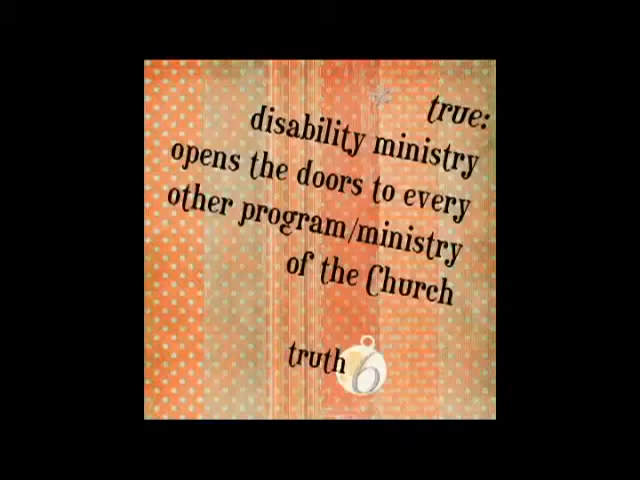 true:
disability ministry
opens the doors to every
other program/ministry
of the Church
truth 6